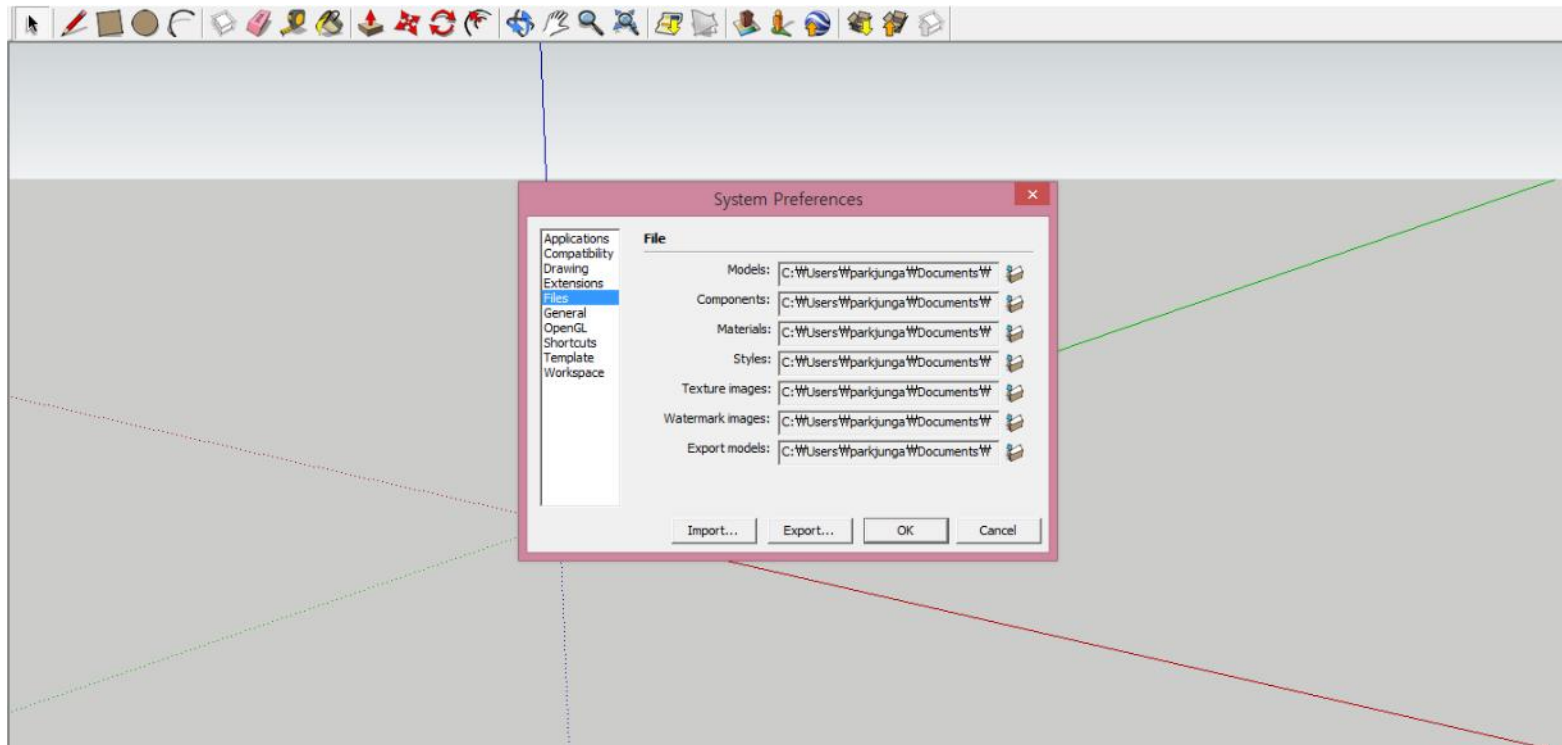 System Preferences
Applications
Compatibility
Drawing
Extensions
Files
General
OpenGL
Shortcuts
Template
Workspace
File
Models: C:₩Users₩parkjunga₩Documents₩
Components: C:₩Users₩parkjunga₩Documents₩
Materials: C:₩Users₩parkjunga₩Documents₩
Styles: C:₩Users₩parkjunga₩Documents₩
Texture images: C:₩Users₩parkjunga₩Documents₩
Watermark images: C:₩Users₩parkjunga₩Documents₩
Export models: C:₩Users₩parkjunga₩Documents₩
Import... Export... OK Cancel